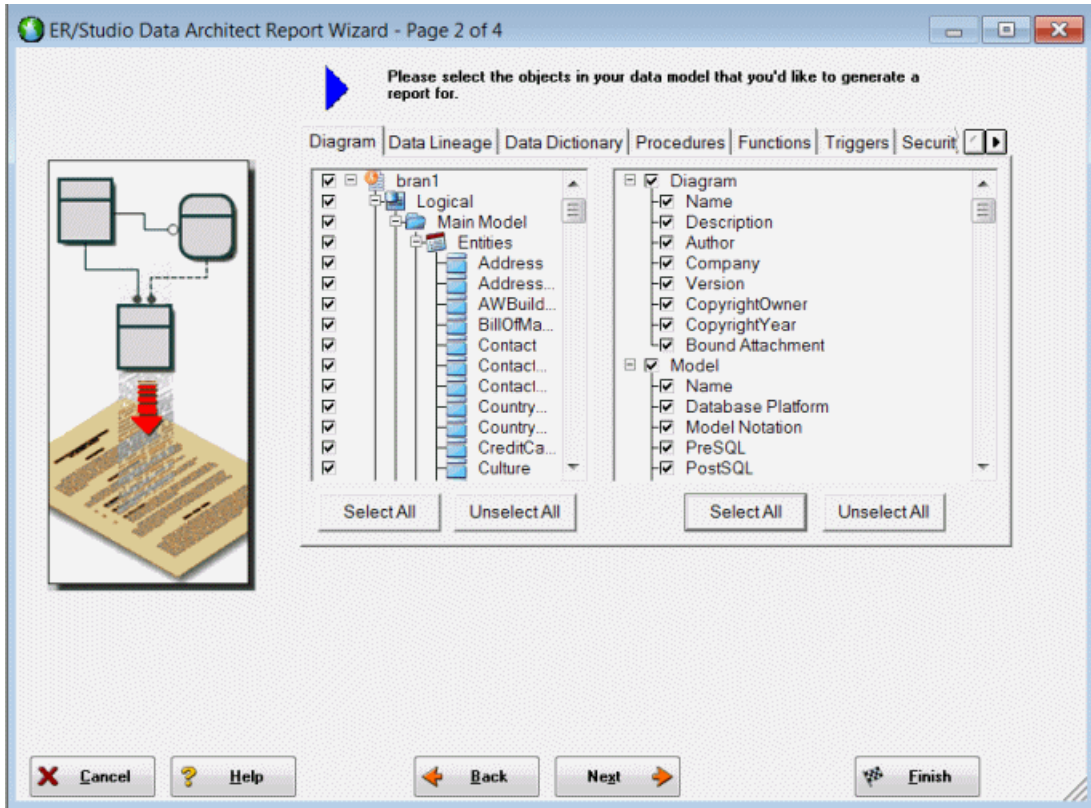 ER/Studio Data Architect Report Wizard - Page 2 of 4
Please select the objects in your data model that you'd like to generate a
report for.
Diagram Data Lineage Data Dictionary Procedures Functions Triggers Securit
bran1
Logical
Main Model
Entities
Address
Address...
AWBuild...
BillOfMa...
Contact
Contact...
Contact...
Country...
Country...
CreditCa...
Culture
Diagram
Name
Description
Author
Company
Version
CopyrightOwner
CopyrightYear
Bound Attachment
Model
Name
Database Platform
Model Notation
PreSQL
PostSQL
Select All Unselect All Select All Unselect All
Cancel Help Back Next Finish